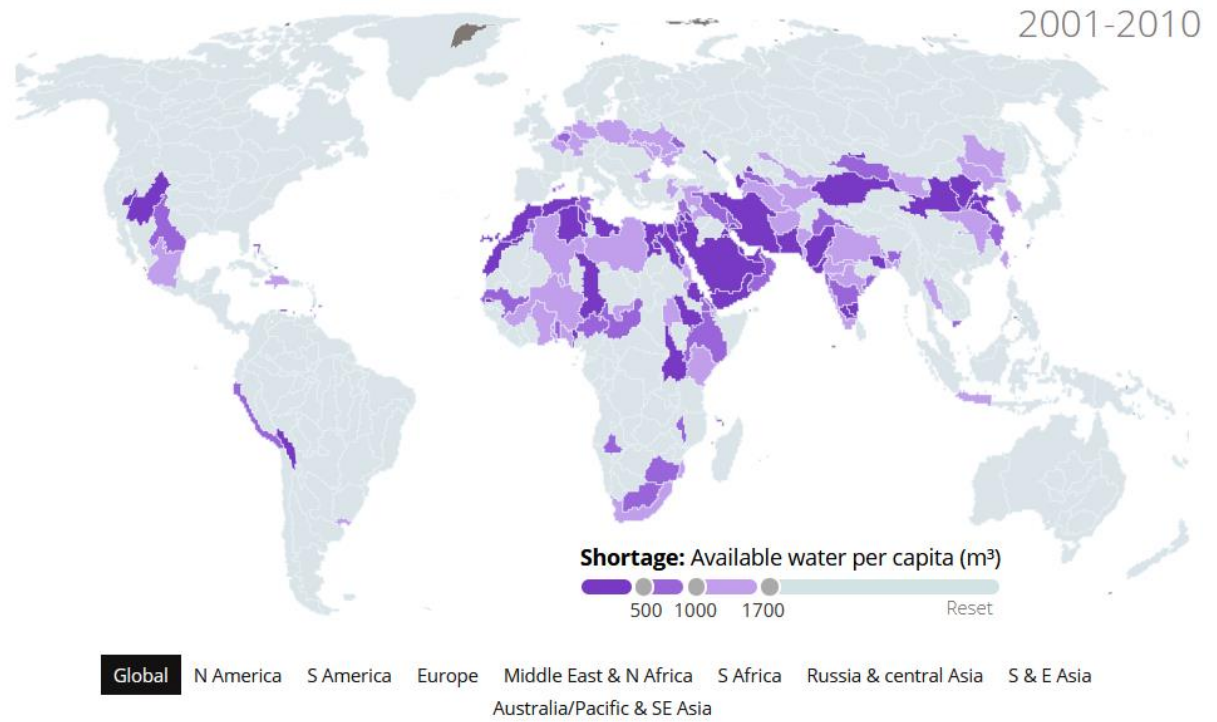 2001-2010
Shortage: Available water per capita (m³)
500 1000 1700 Reset
Global N America S America Europe Middle East & N Africa S Africa Russia & central Asia S & E Asia
Australia/Pacific & SE Asia